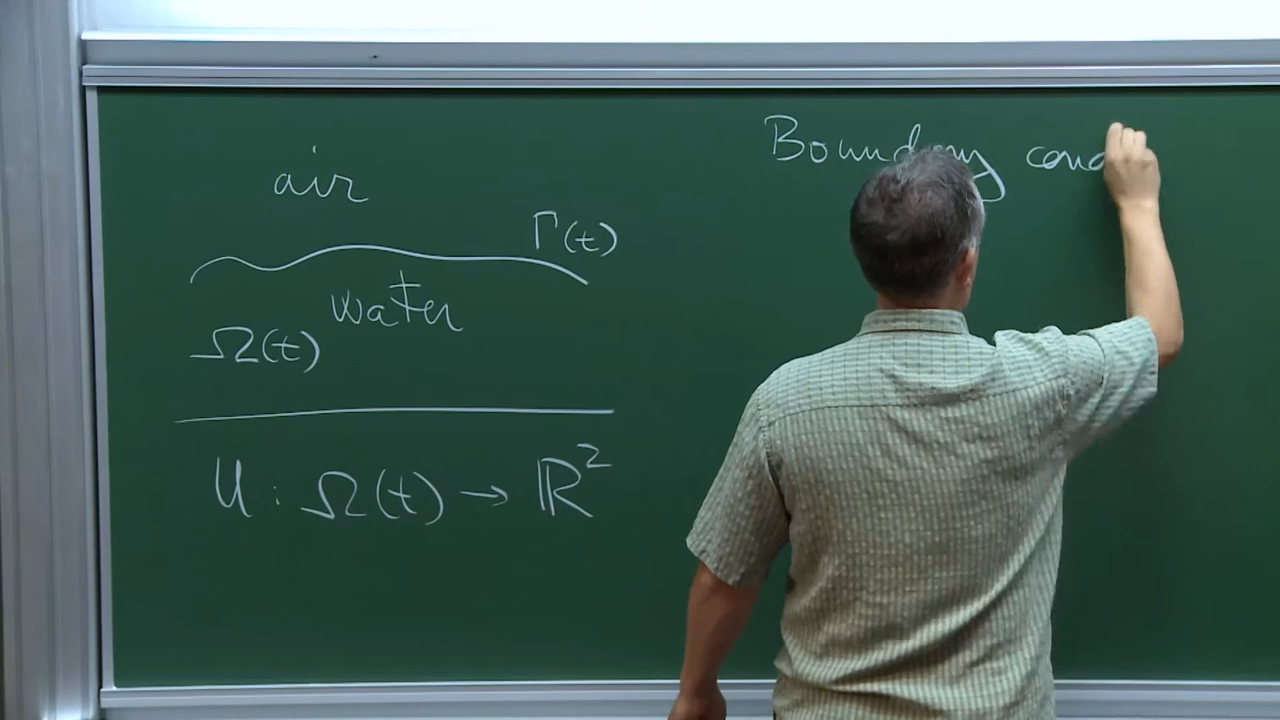 air
Γ(t)
water
Ω(t)
u : Ω(t) → ℝ²
Boundary cond